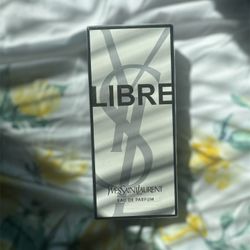 LIBRE
YVESSAINTLAURENT
EAU DE PARFUM